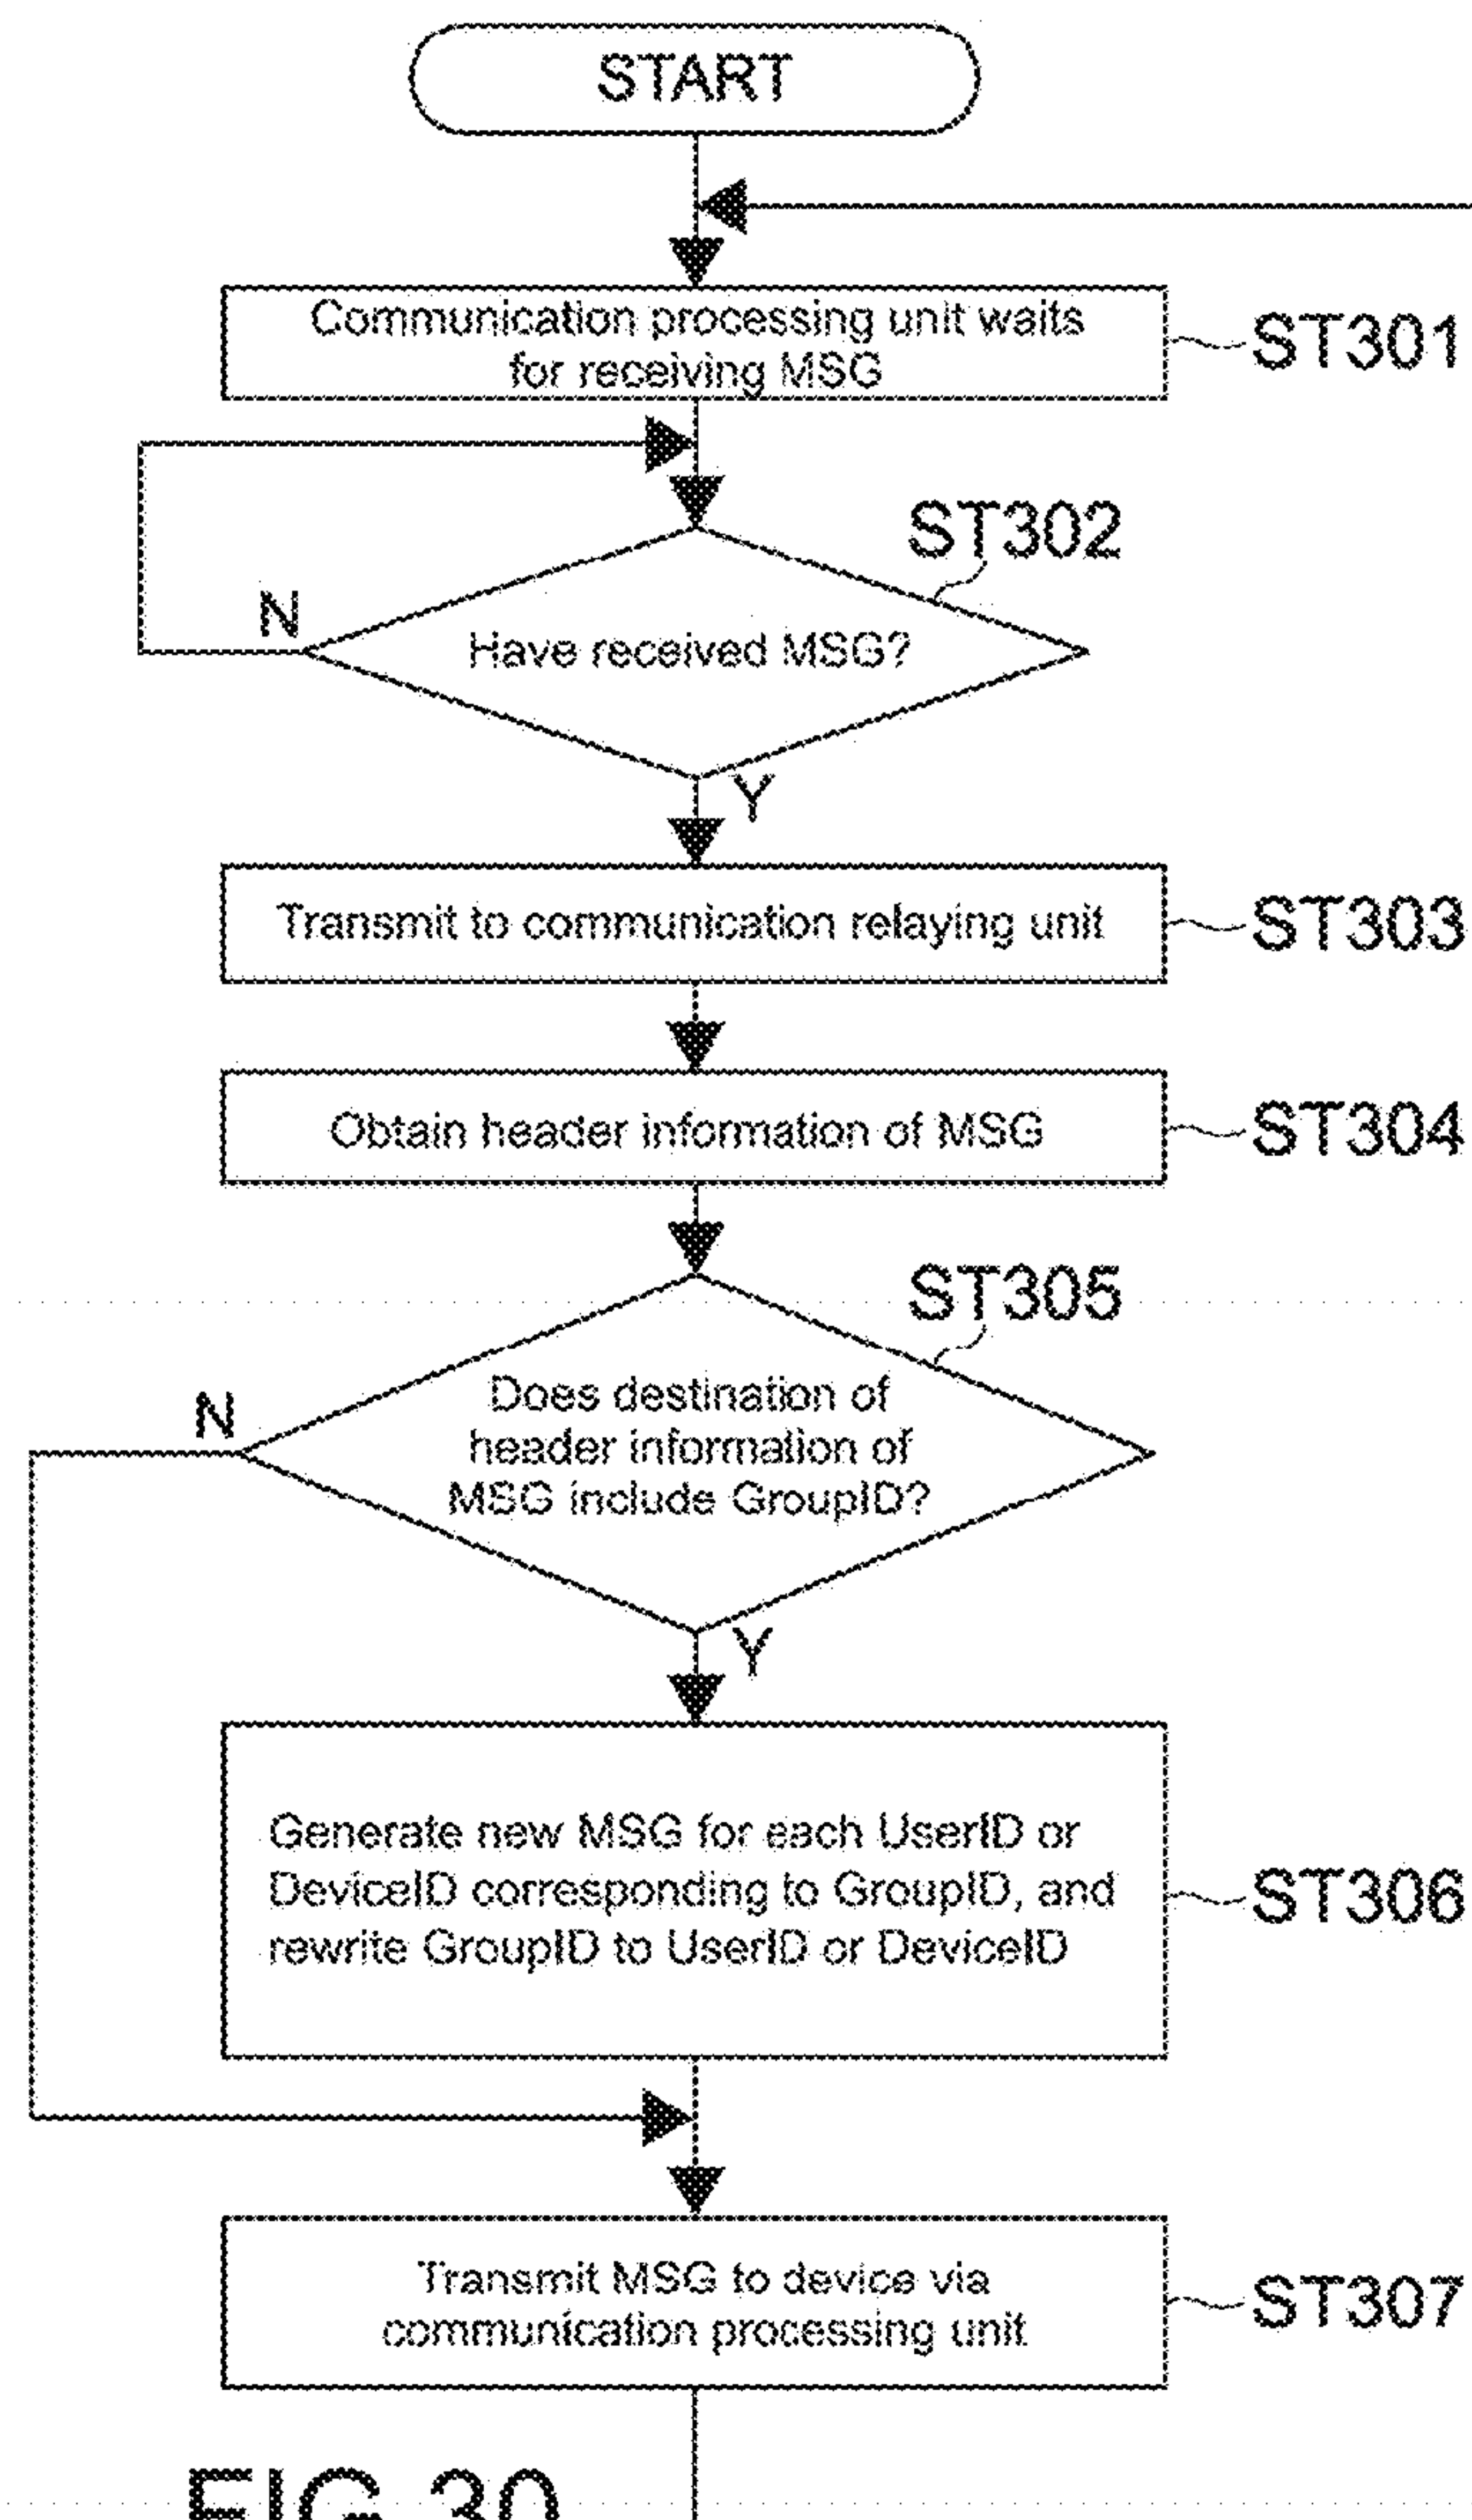 START
Communication processing unit waits
for receiving MSG
ST301
ST302
N
Have received MSG?
Y
Transmit to communication relaying unit
ST303
Obtain header information of MSG
ST304
ST305
N
Does destination of
header information of
MSG include GroupID?
Y
Generate new MSG for each UserID or
DeviceID corresponding to GroupID, and
rewrite GroupID to UserID or DeviceID
ST306
Transmit MSG to device via
communication processing unit
ST307
FIG.30